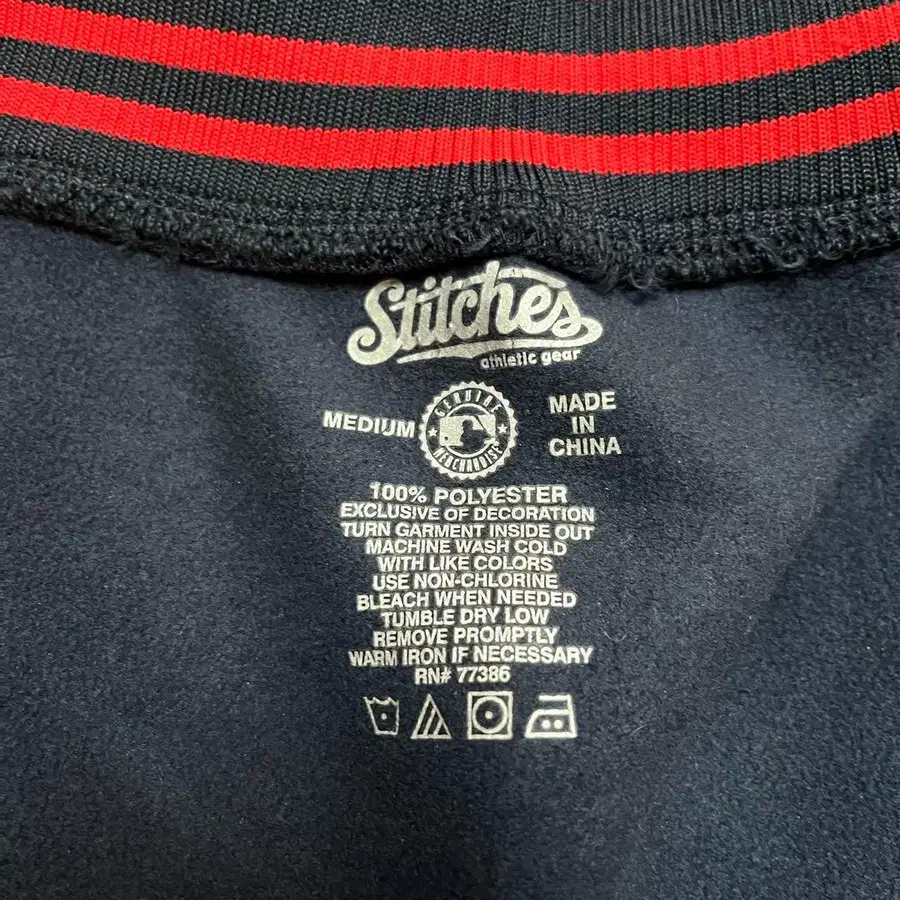 Stitches
athletic gear
MEDIUM
GENUINE
MERCHANDISE
MADE
IN
CHINA
100% POLYESTER
EXCLUSIVE OF DECORATION
TURN GARMENT INSIDE OUT
MACHINE WASH COLD
WITH LIKE COLORS
USE NON-CHLORINE
BLEACH WHEN NEEDED
TUMBLE DRY LOW
REMOVE PROMPTLY
WARM IRON IF NECESSARY
RN# 77386